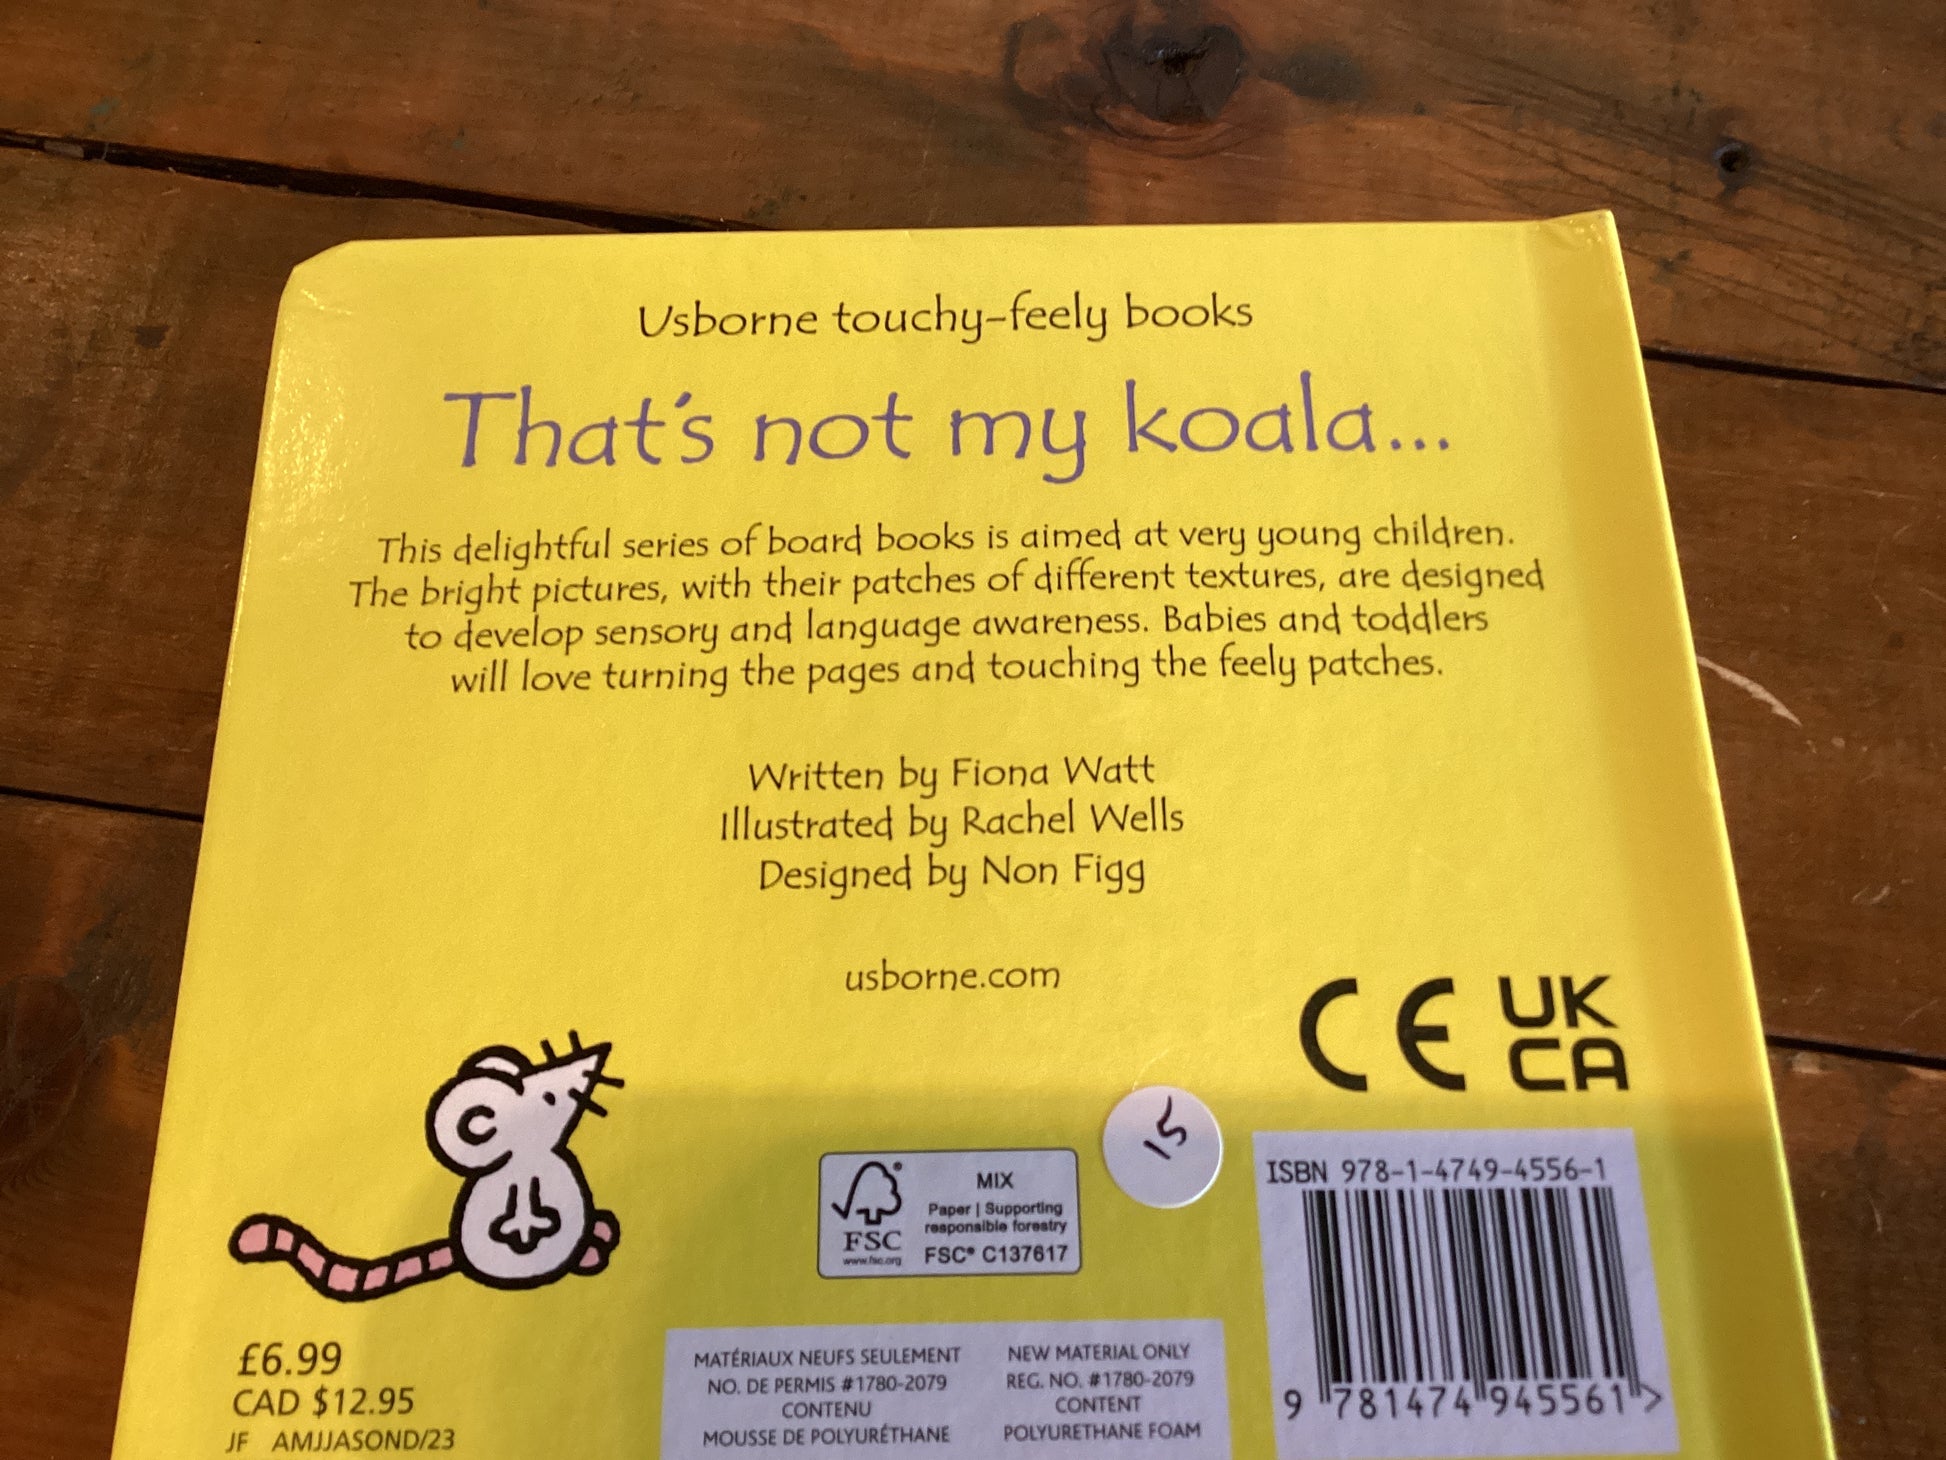 Usborne touchy-feely books
That's not my koala...
This delightful series of board books is aimed at very young children.
The bright pictures, with their patches of different textures, are designed
to develop sensory and language awareness. Babies and toddlers
will love turning the pages and touching the feely patches.
Written by Fiona Watt
Illustrated by Rachel Wells
Designed by Non Figg
usborne.com
CE
UK
CA
15
FSC
www.fsc.org
MIX
Paper | Supporting
responsible forestry
FSC® C137617
ISBN 978-1-4749-4556-1
9 781474 945561 >
£6.99
CAD $12.95
JF AMJJASOND/23
MATÉRIAUX NEUFS SEULEMENT
NO. DE PERMIS #1780-2079
CONTENU
MOUSSE DE POLYURÉTHANE
NEW MATERIAL ONLY
REG. NO. #1780-2079
CONTENT
POLYURETHANE FOAM